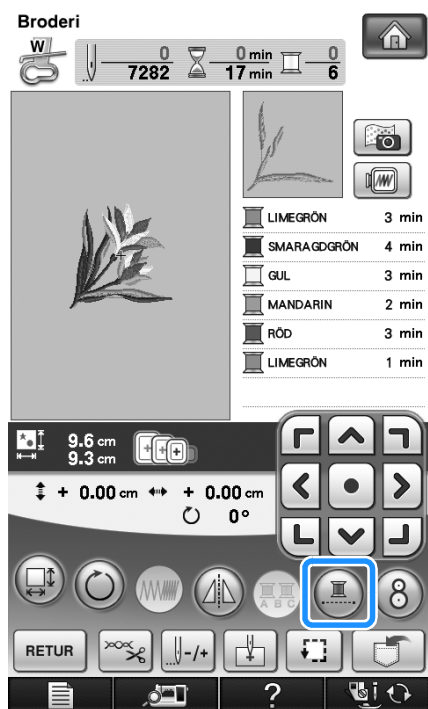 Broderi
W
0 0 min 0
7282 17 min 6
LIMEGRÖN 3 min
SMARAGDGRÖN 4 min
GUL 3 min
MANDARIN 2 min
RÖD 3 min
LIMEGRÖN 1 min
9.6 cm
9.3 cm
+ 0.00 cm + 0.00 cm
0°
A B C
8
RETUR -/+
?